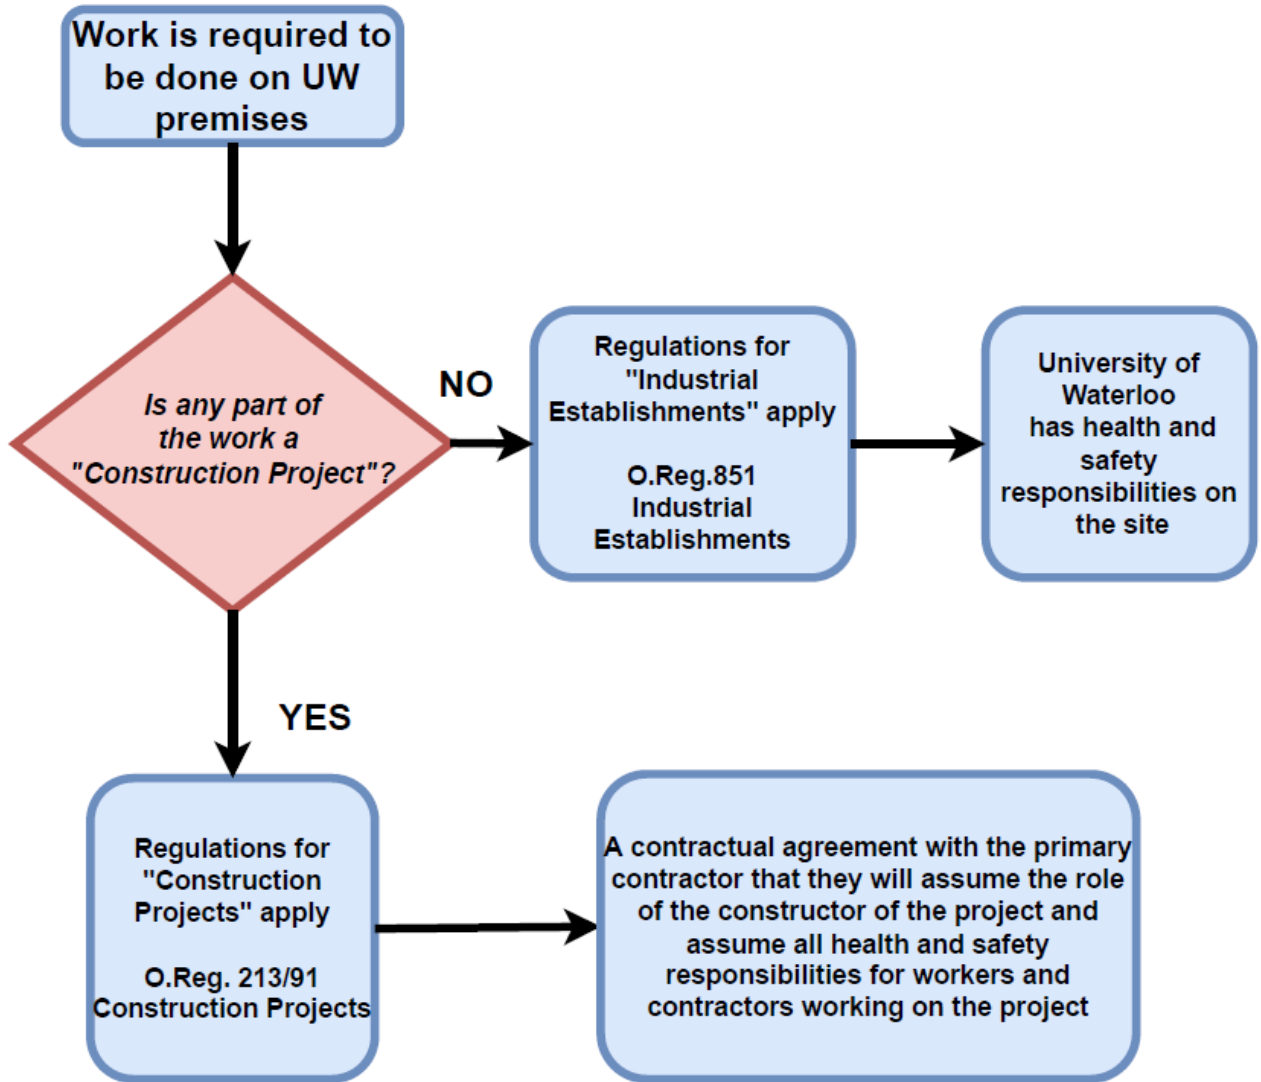 Work is required to
be done on UW
premises
Is any part of
the work a
"Construction Project"?
NO
Regulations for
"Industrial
Establishments" apply
O.Reg.851
Industrial
Establishments
University of
Waterloo
has health and
safety
responsibilities on
the site
YES
Regulations for
"Construction
Projects" apply
O.Reg. 213/91
Construction Projects
A contractual agreement with the primary
contractor that they will assume the role
of the constructor of the project and
assume all health and safety
responsibilities for workers and
contractors working on the project